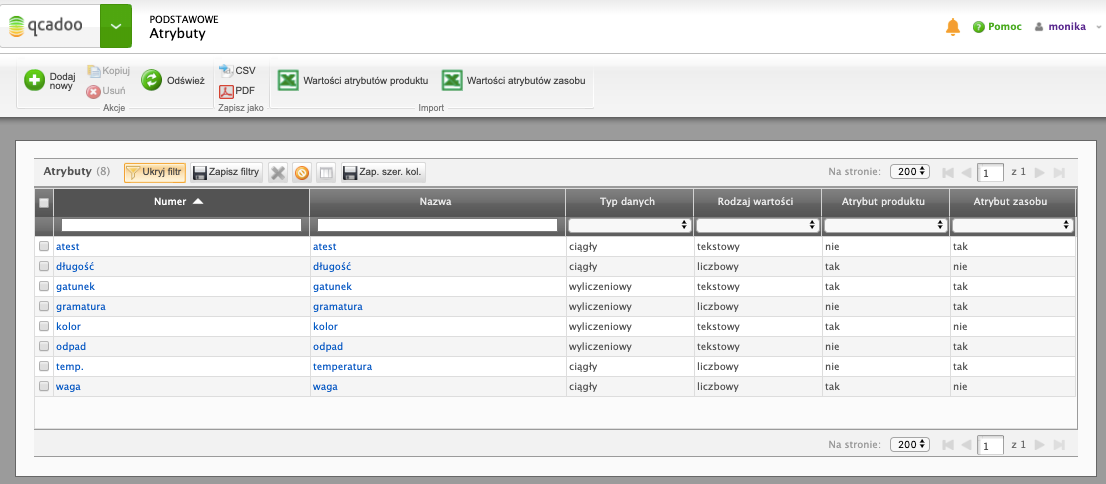 qcadoo
PODSTAWOWE
Atrybuty
Pomoc
monika
Dodaj nowy
Kopiuj
Usuń
Odśwież
Akcje
CSV
PDF
Zapisz jako
Wartości atrybutów produktu
Wartości atrybutów zasobu
Import
Atrybuty (8) Ukryj filtr Zapisz filtry Zap. szer. kol. Na stronie: 200 1 z 1
Numer Nazwa Typ danych Rodzaj wartości Atrybut produktu Atrybut zasobu
atest atest ciągły tekstowy nie tak
długość długość ciągły liczbowy tak nie
gatunek gatunek wyliczeniowy tekstowy tak tak
gramatura gramatura wyliczeniowy liczbowy nie tak
kolor kolor wyliczeniowy tekstowy tak tak
odpad odpad wyliczeniowy tekstowy nie tak
temp. temperatura ciągły liczbowy nie tak
waga waga ciągły liczbowy tak nie
Na stronie: 200 1 z 1